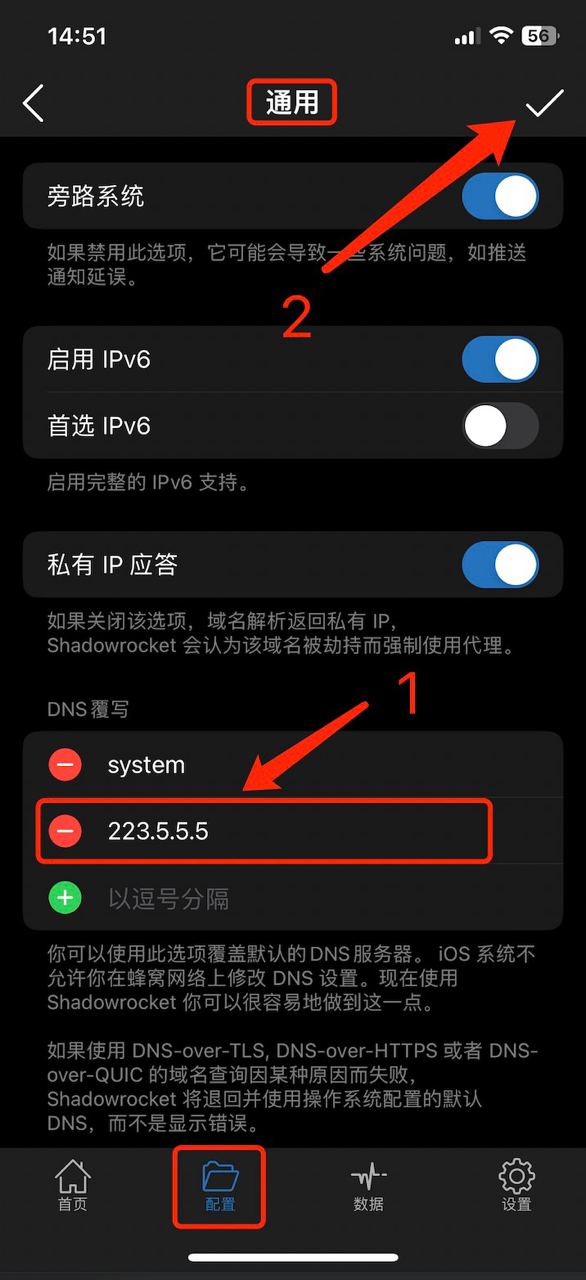 14:51
56
通用
旁路系统
如果禁用此选项，它可能会导致一些系统问题，如推送
通知延误。
2
启用 IPv6
首选 IPv6
启用完整的 IPv6 支持。
私有 IP 应答
如果关闭该选项，域名解析返回私有 IP，
Shadowrocket 会认为该域名被劫持而强制使用代理。
1
DNS覆写
system
223.5.5.5
以逗号分隔
你可以使用此选项覆盖默认的DNS服务器。 iOS 系统不
允许你在蜂窝网络上修改 DNS 设置。现在使用
Shadowrocket 你可以很容易地做到这一点。
如果使用 DNS-over-TLS, DNS-over-HTTPS 或者 DNS-
over-QUIC 的域名查询因某种原因而失败，
Shadowrocket 将退回并使用操作系统配置的默认
DNS，而不是显示错误。
首页
配置
数据
设置